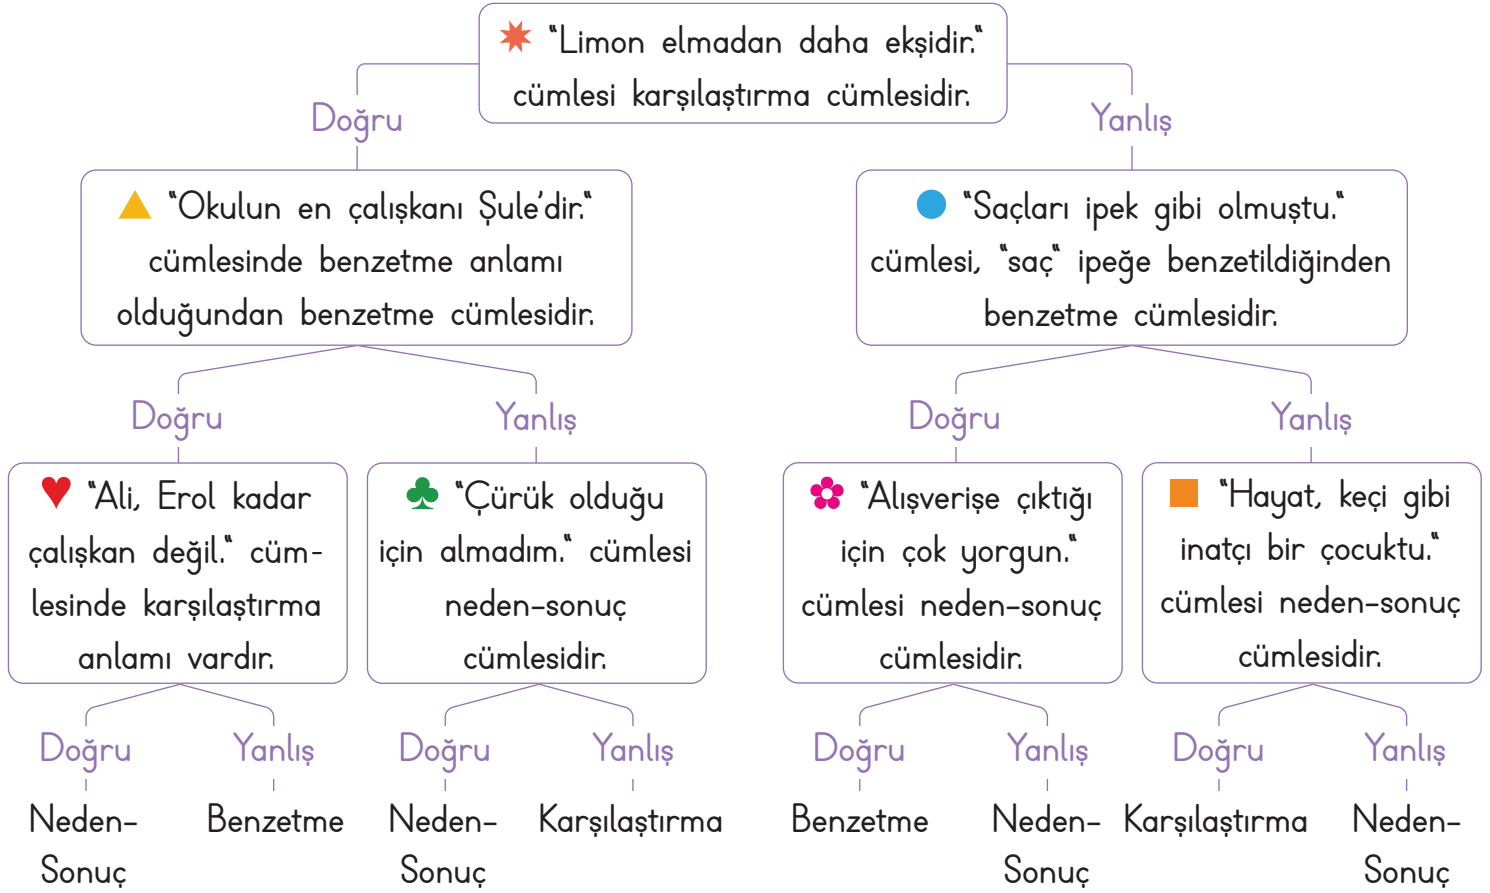 “Limon elmadan daha ekşidir.“
cümlesi karşılaştırma cümlesidir.
Doğru
Yanlış
“Okulun en çalışkanı Şule’dir.“
cümlesinde benzetme anlamı
olduğundan benzetme cümlesidir.
“Saçları ipek gibi olmuştu.“
cümlesi, “saç“ ipeğe benzetildiğinden
benzetme cümlesidir.
Doğru
Yanlış
Doğru
Yanlış
“Ali, Erol kadar
çalışkan değil.“ cüm-
lesinde karşılaştırma
anlamı vardır.
“Çürük olduğu
için almadım.“ cümlesi
neden-sonuç
cümlesidir.
“Alışverişe çıktığı
için çok yorgun.“
cümlesi neden-sonuç
cümlesidir.
“Hayat, keçi gibi
inatçı bir çocuktu.“
cümlesi neden-sonuç
cümlesidir.
Doğru
Yanlış
Doğru
Yanlış
Doğru
Yanlış
Doğru
Yanlış
Neden-
Sonuç
Benzetme
Neden-
Sonuç
Karşılaştırma
Benzetme
Neden-
Sonuç
Karşılaştırma
Neden-
Sonuç